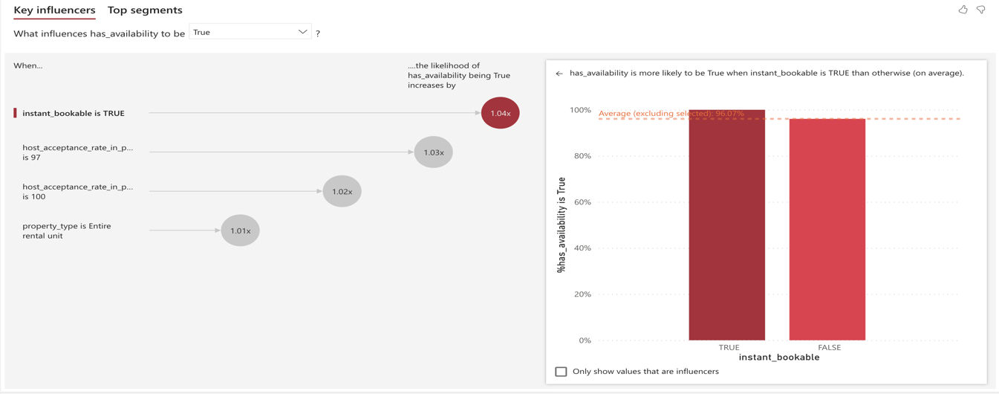 Key influencers Top segments
What influences has_availability to be True ?
When...
....the likelihood of
has_availability being True
increases by
instant_bookable is TRUE
1.04x
host_acceptance_rate_in_p...
is 97
1.03x
host_acceptance_rate_in_p...
is 100
1.02x
property_type is Entire
rental unit
1.01x
← has_availability is more likely to be True when instant_bookable is TRUE than otherwise (on average).
%has_availability is True
100%
Average (excluding selected): 96.07%
80%
60%
40%
20%
0%
TRUE FALSE
instant_bookable
Only show values that are influencers